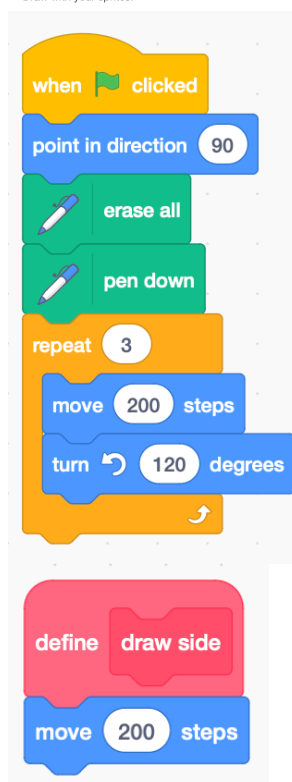 when clicked
point in direction 90
erase all
pen down
repeat 3
move 200 steps
turn 120 degrees
define draw side
move 200 steps